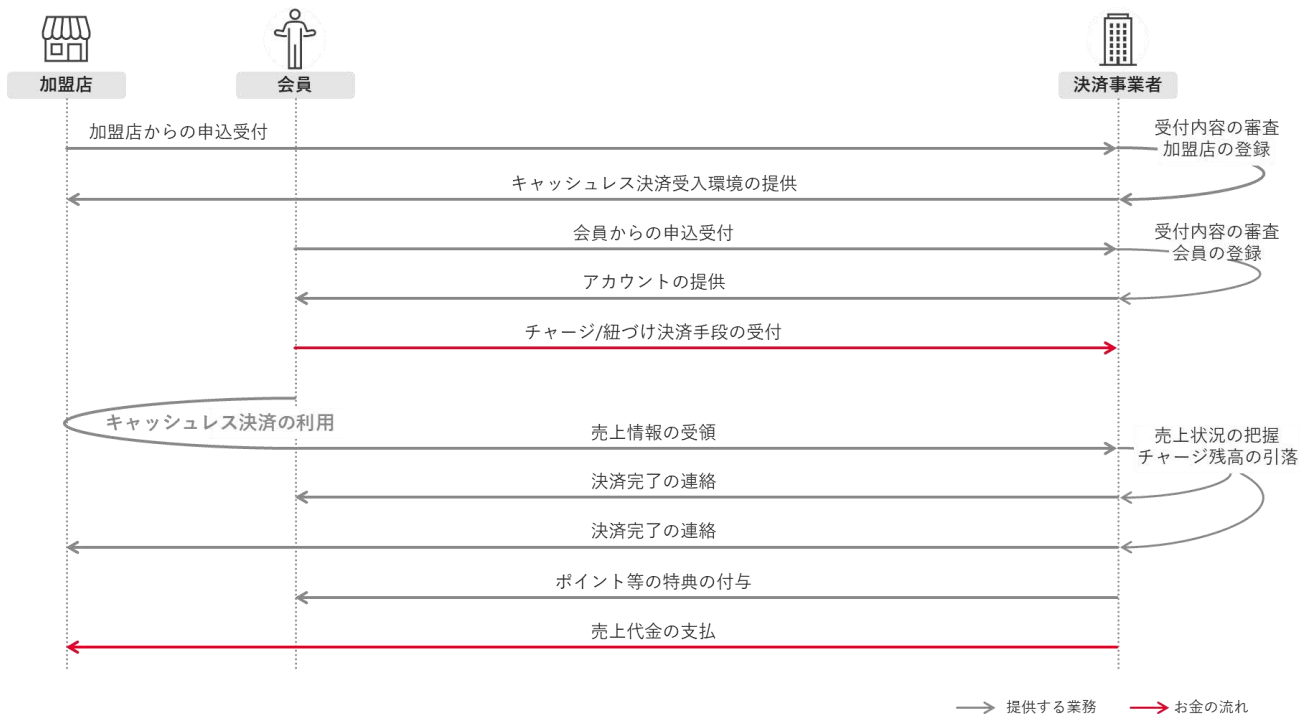 加盟店
会員
決済事業者
加盟店からの申込受付
受付内容の審査
加盟店の登録
キャッシュレス決済受入環境の提供
会員からの申込受付
受付内容の審査
会員の登録
アカウントの提供
チャージ/紐づけ決済手段の受付
キャッシュレス決済の利用
売上情報の受領
売上状況の把握
チャージ残高の引落
決済完了の連絡
決済完了の連絡
ポイント等の特典の付与
売上代金の支払
提供する業務
お金の流れ